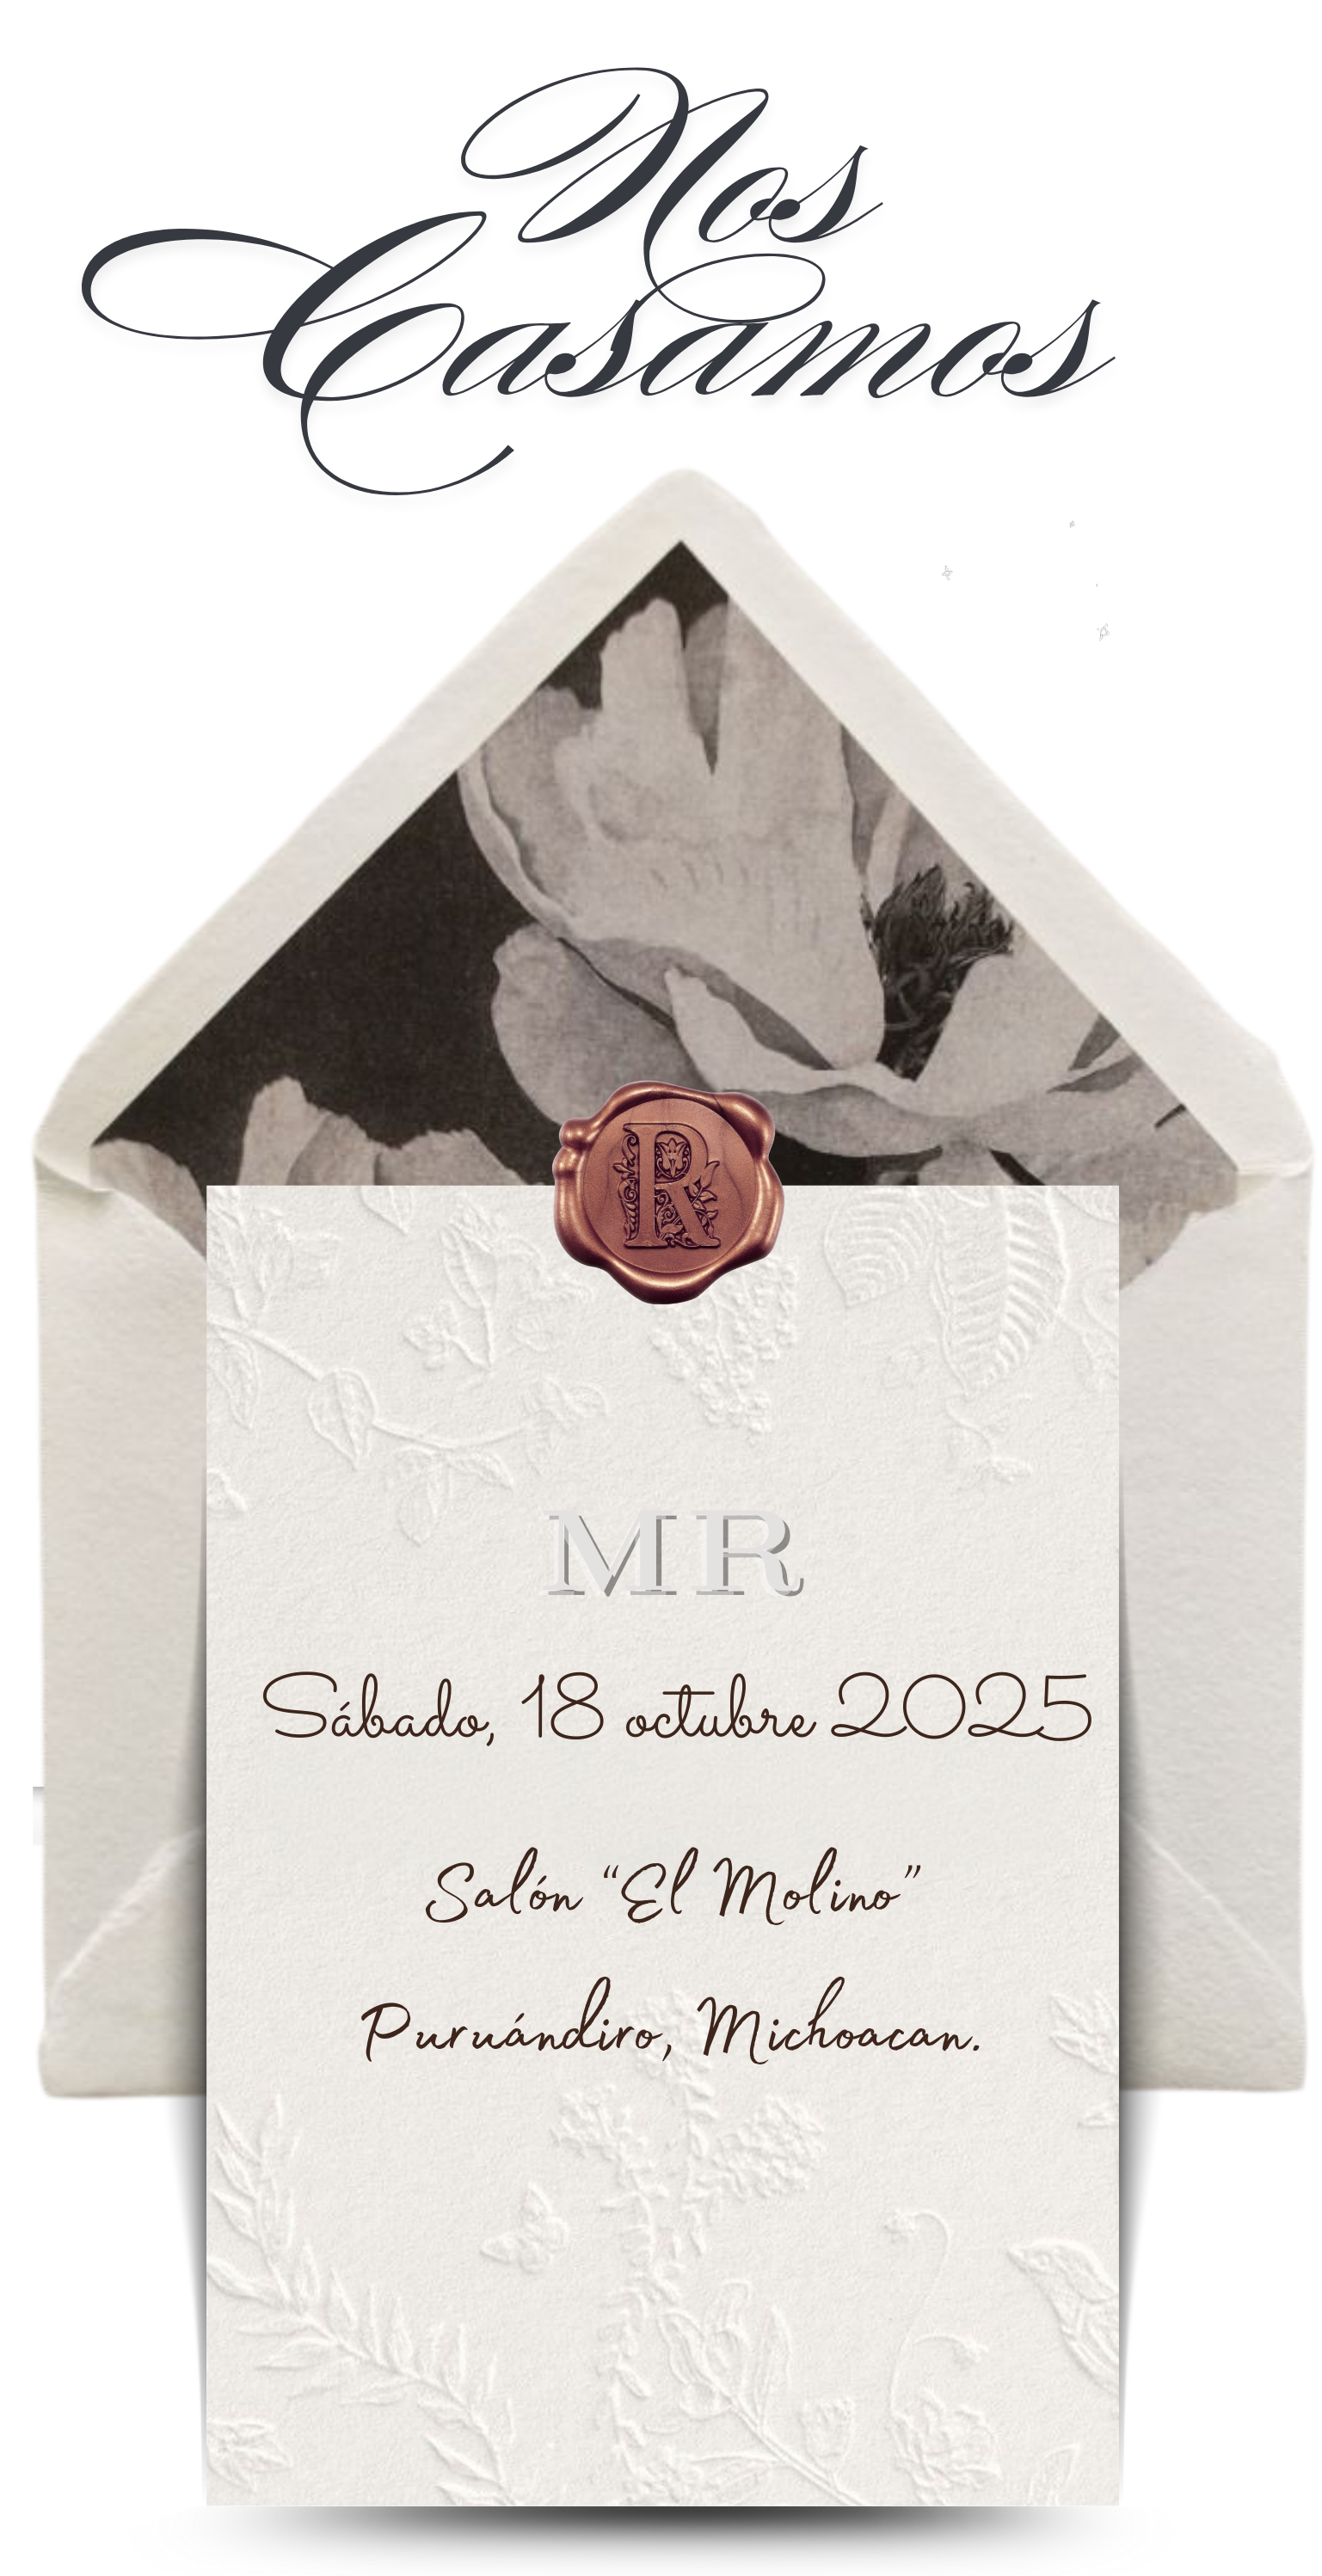 Nos
Casamos
R
MR
Sábado, 18 octubre 2025
Salón “El Molino”
Puruándiro, Michoacan.